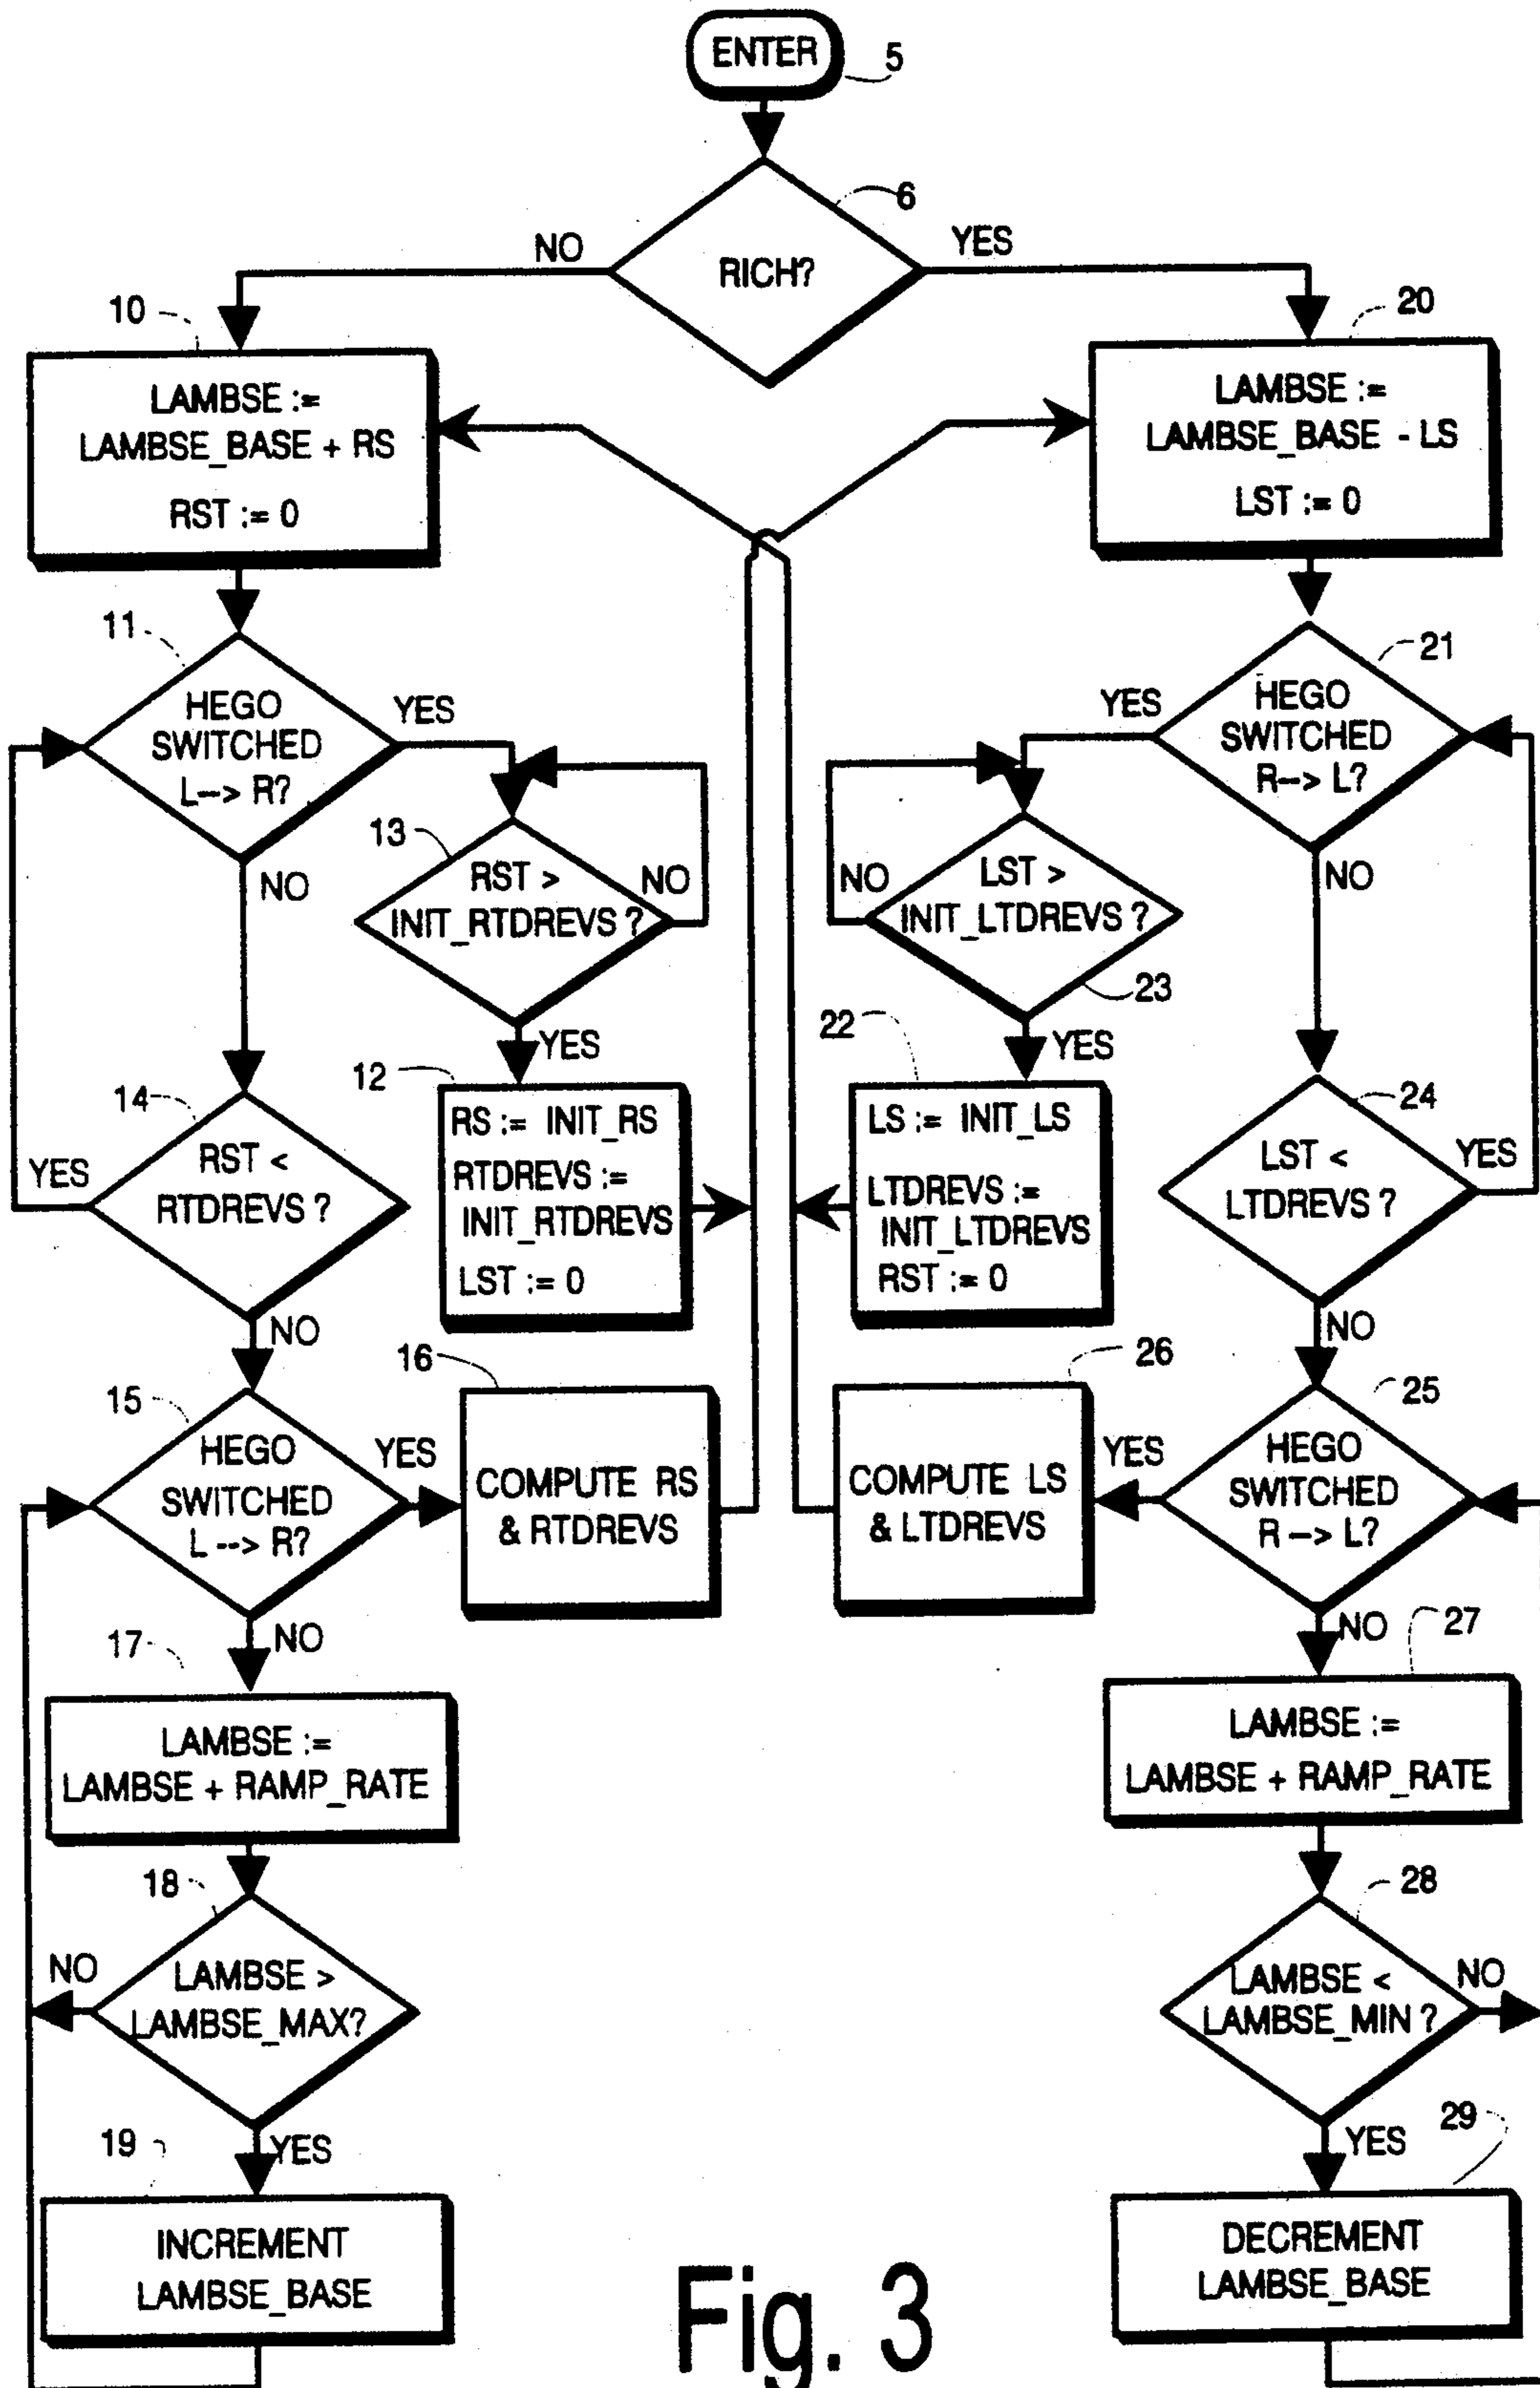 ENTER
5
6
RICH?
NO
YES
10
LAMBSE :=
LAMBSE_BASE + RS
RST := 0
20
LAMBSE :=
LAMBSE_BASE - LS
LST := 0
11
HEGO
SWITCHED
L--> R?
YES
NO
13
RST >
INIT_RTDREVS ?
NO
YES
12
RS := INIT_RS
RTDREVS :=
INIT_RTDREVS
LST := 0
14
RST <
RTDREVS ?
YES
NO
15
HEGO
SWITCHED
L --> R?
YES
NO
16
COMPUTE RS
& RTDREVS
17
LAMBSE :=
LAMBSE + RAMP_RATE
18
LAMBSE >
LAMBSE_MAX?
NO
YES
19
INCREMENT
LAMBSE_BASE
21
HEGO
SWITCHED
R--> L?
YES
NO
LST >
INIT_LTDREVS ?
NO
23
YES
22
LS := INIT_LS
LTDREVS :=
INIT_LTDREVS
RST := 0
24
LST <
LTDREVS ?
YES
NO
25
HEGO
SWITCHED
R --> L?
YES
NO
26
COMPUTE LS
& LTDREVS
27
LAMBSE :=
LAMBSE + RAMP_RATE
28
LAMBSE <
LAMBSE_MIN ?
NO
YES
29
DECREMENT
LAMBSE_BASE
Fig. 3